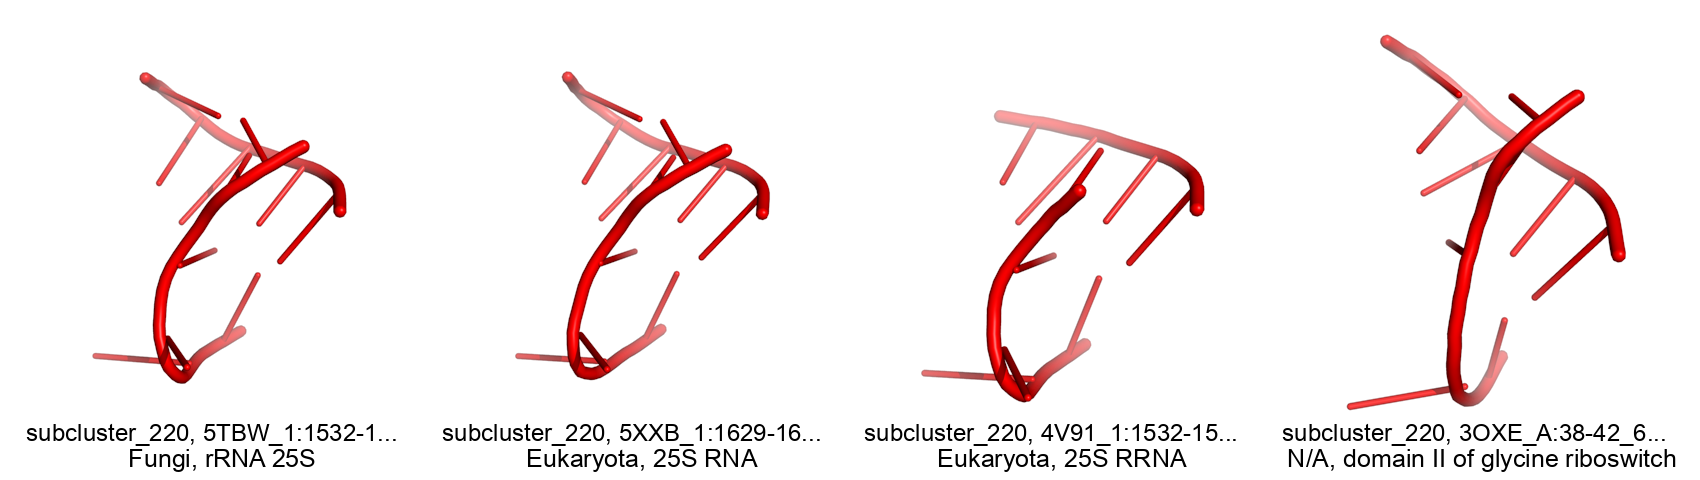 subcluster_220, 5TBW_1:1532-1...
Fungi, rRNA 25S
subcluster_220, 5XXB_1:1629-16...
Eukaryota, 25S RNA
subcluster_220, 4V91_1:1532-15...
Eukaryota, 25S RRNA
subcluster_220, 3OXE_A:38-42_6...
N/A, domain II of glycine riboswitch